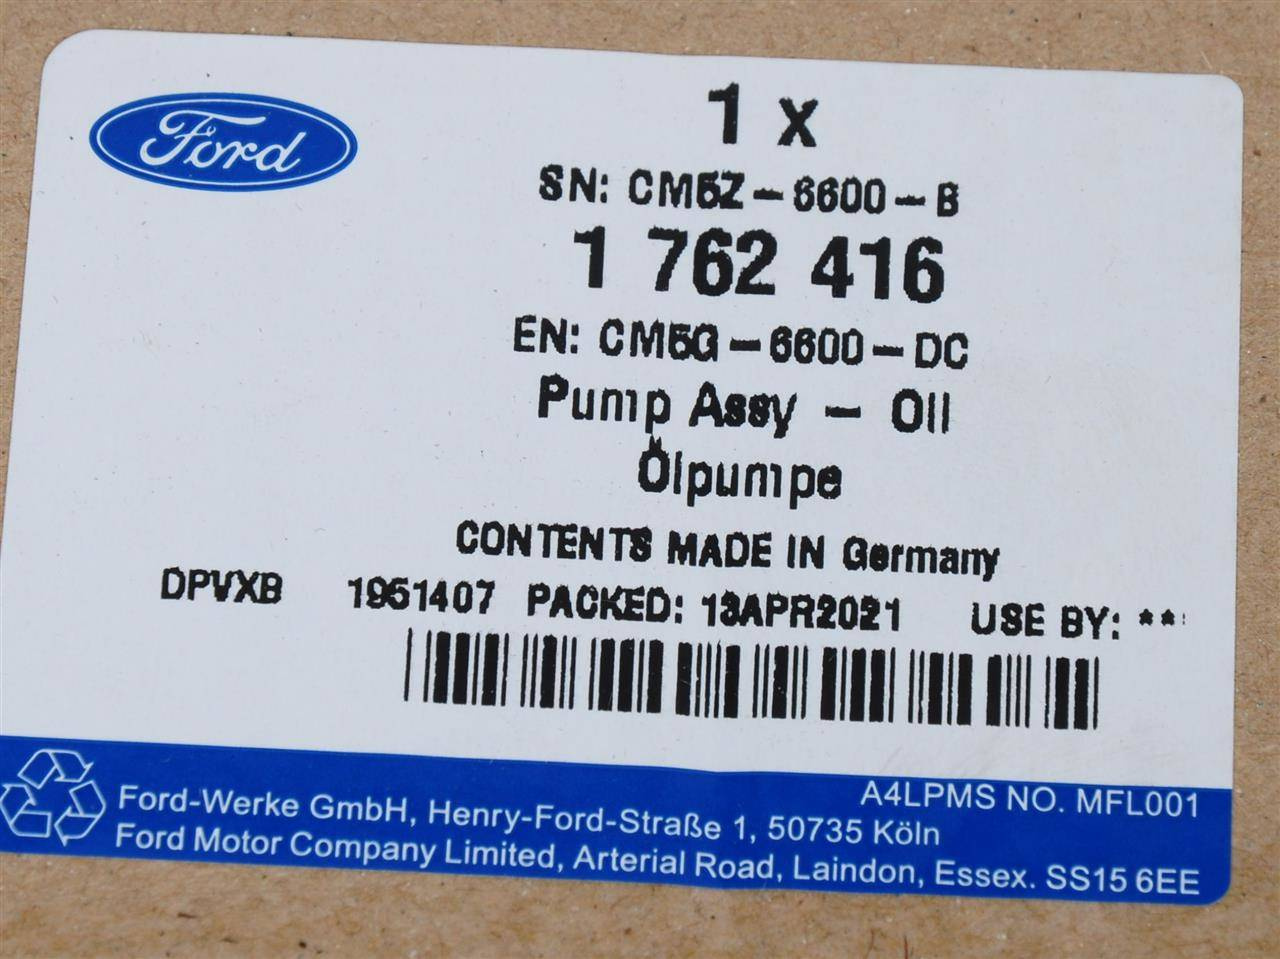 Ford
1 x
SN: CM5Z-6600-B
1 762 416
EN: CM5G-6600-DC
Pump Assy - Oil
Ölpumpe
CONTENTS MADE IN Germany
DPVXB 1951407 PACKED: 13APR2021 USE BY: **
A4LPMS NO. MFL001
Ford-Werke GmbH, Henry-Ford-Straße 1, 50735 Köln
Ford Motor Company Limited, Arterial Road, Laindon, Essex. SS15 6EE